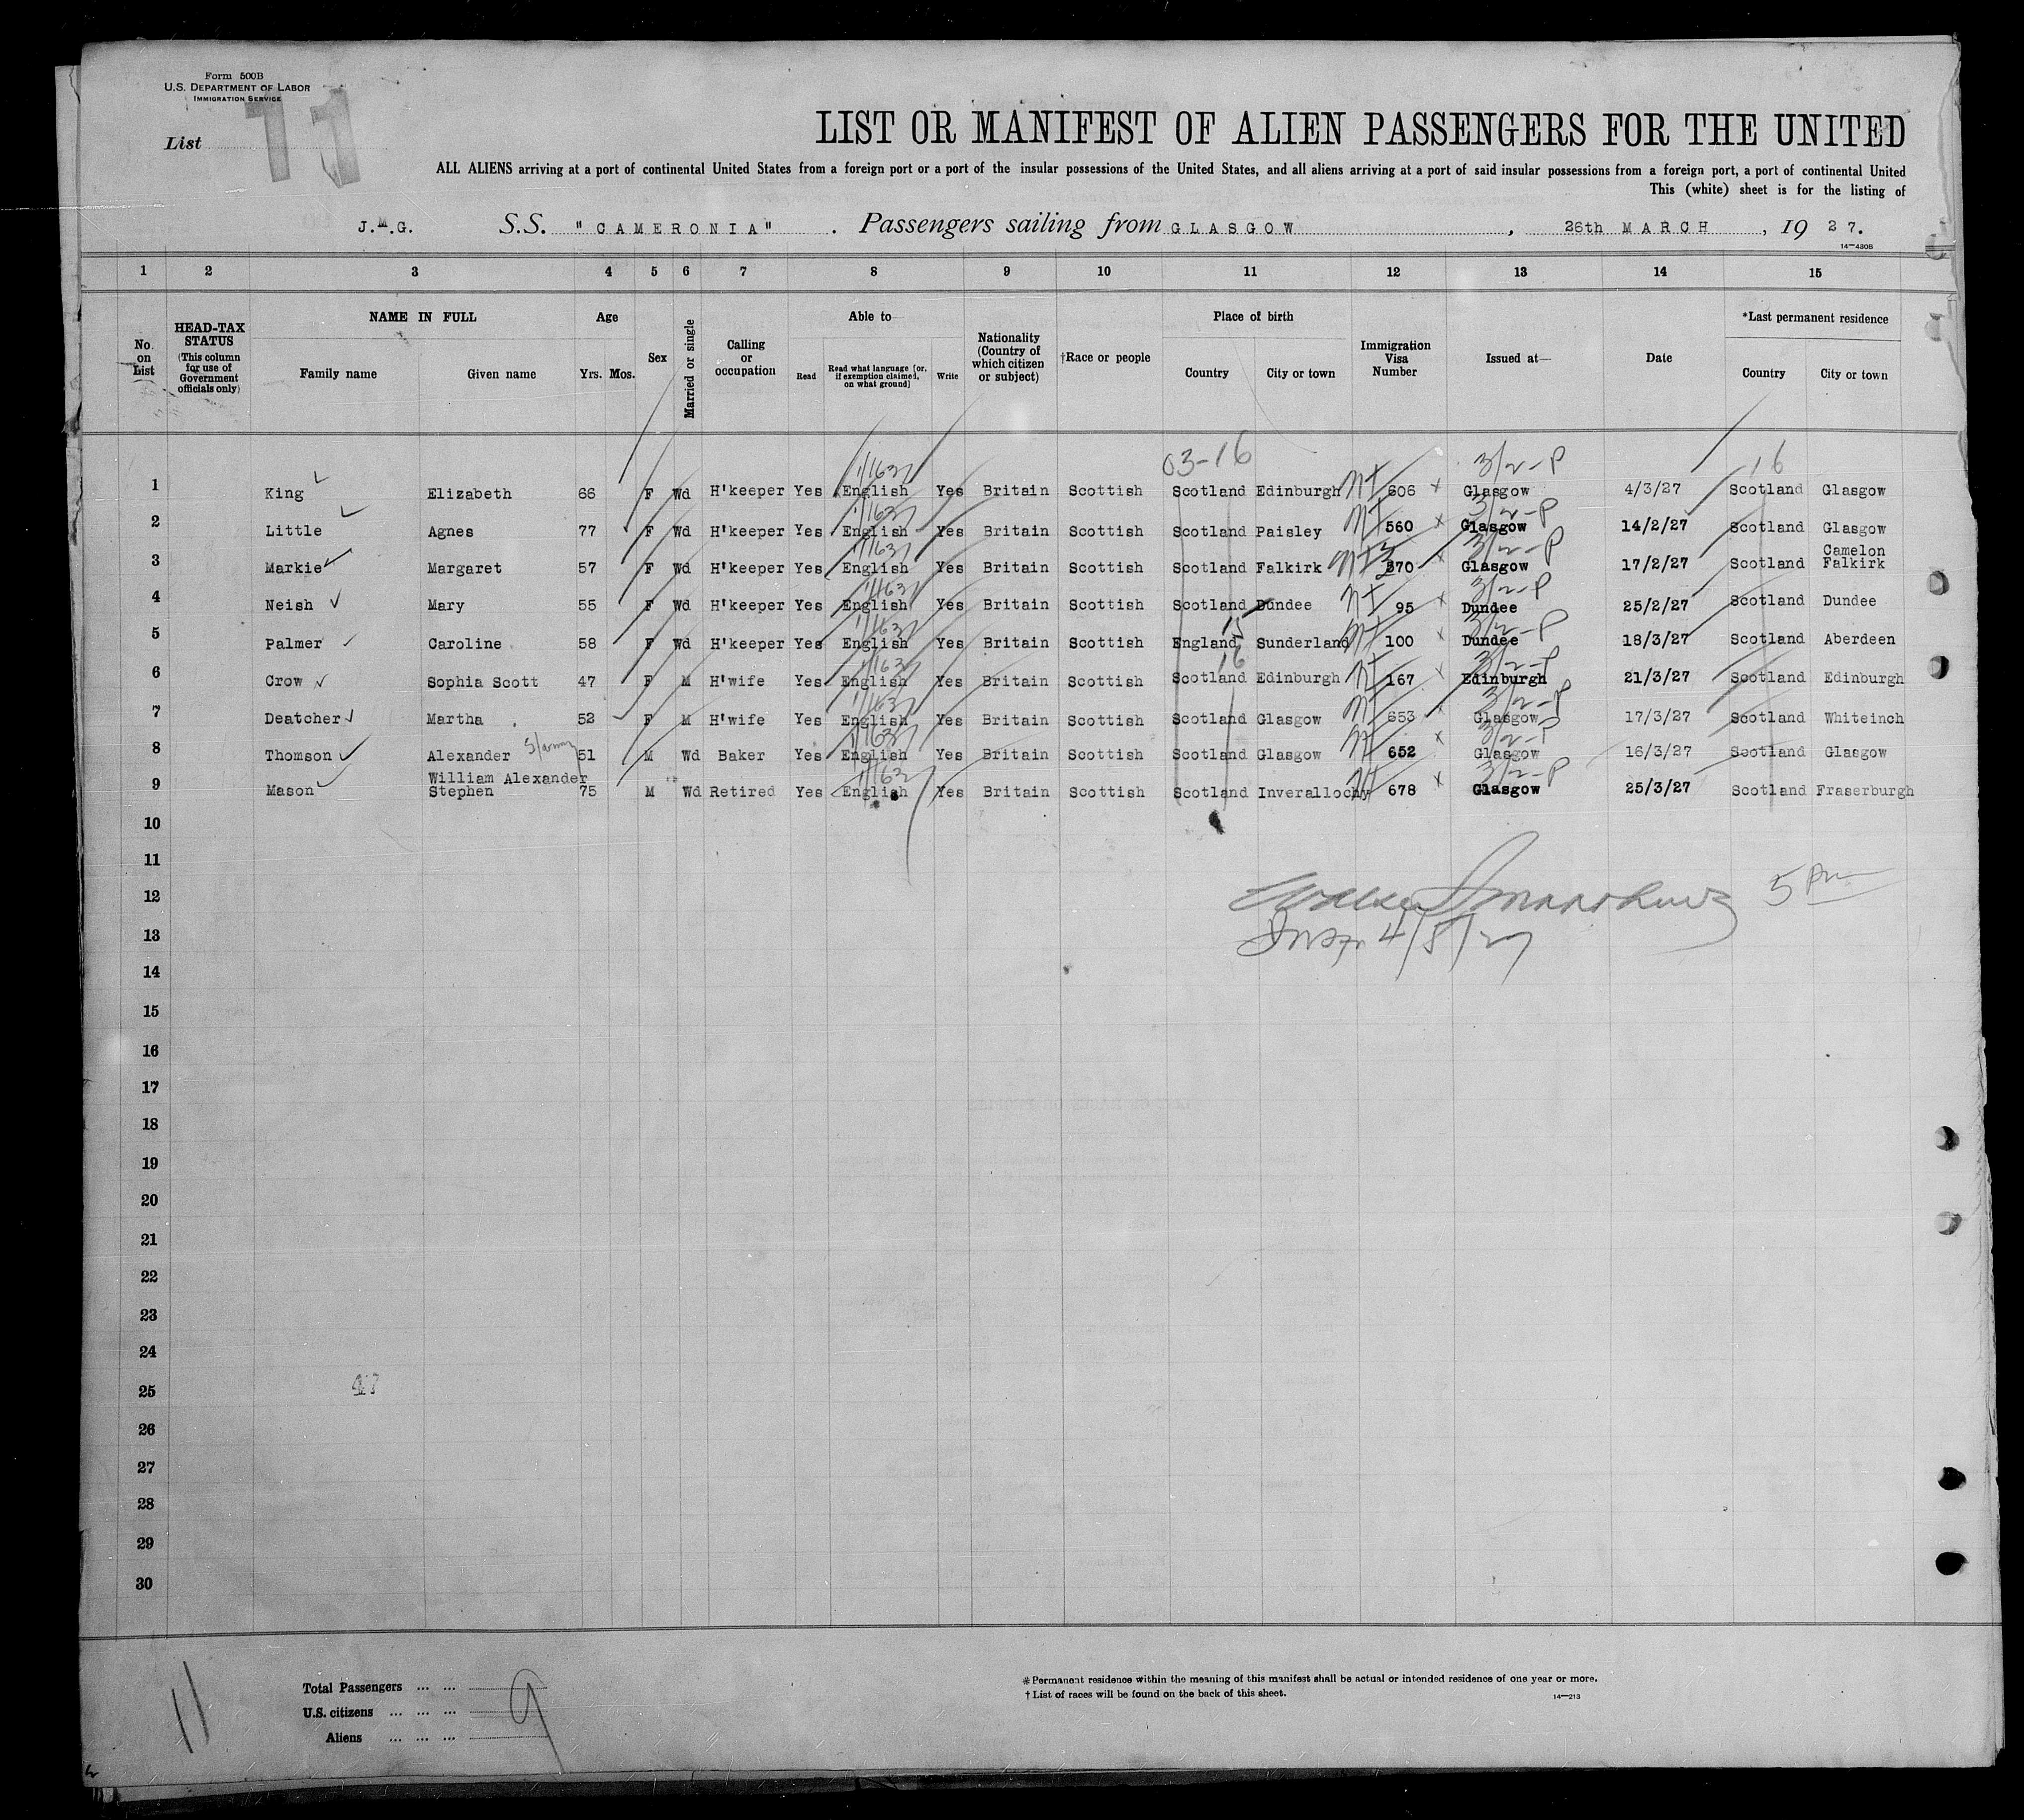 Form 500B
U.S. DEPARTMENT OF LABOR
IMMIGRATION SERVICE
List 11
LIST OR MANIFEST OF ALIEN PASSENGERS FOR THE UNITED
ALL ALIENS arriving at a port of continental United States from a foreign port or a port of the insular possessions of the United States, and all aliens arriving at a port of said insular possessions from a foreign port, a port of continental United
This (white) sheet is for the listing of
J.M.G. S.S. "CAMERONIA". Passengers sailing from GLASGOW, 26th MARCH, 1927.
14-430B
1 2 3 4 5 6 7 8 9 10 11 12 13 14 15
No. on List
HEAD-TAX STATUS (This column for use of Government officials only)
NAME IN FULL Family name Given name
Age Yrs. Mos.
Sex
Married or single
Calling or occupation
Able to Read Read what language [or, if exemption claimed, on what ground] Write
Nationality (Country of which citizen or subject)
†Race or people
Place of birth Country City or town
Immigration Visa Number
Issued at—
Date
*Last permanent residence Country City or town
03-16 3/2-P 16
1 King Elizabeth 66 F Wd H'keeper Yes English Yes Britain Scottish Scotland Edinburgh 606 Glasgow 4/3/27 Scotland Glasgow
2 Little Agnes 77 F Wd H'keeper Yes English Yes Britain Scottish Scotland Paisley 560 Glasgow 14/2/27 Scotland Glasgow
3 Markie Margaret 57 F Wd H'keeper Yes English Yes Britain Scottish Scotland Falkirk 370 Glasgow 17/2/27 Scotland Camelon Falkirk
4 Neish Mary 55 F Wd H'keeper Yes English Yes Britain Scottish Scotland Dundee 95 Dundee 25/2/27 Scotland Dundee
5 Palmer Caroline 58 F Wd H'keeper Yes English Yes Britain Scottish England Sunderland 100 Dundee 18/3/27 Scotland Aberdeen
6 Crow Sophia Scott 47 F M H'wife Yes English Yes Britain Scottish Scotland Edinburgh 167 Edinburgh 21/3/27 Scotland Edinburgh
7 Deatcher Martha 52 F M H'wife Yes English Yes Britain Scottish Scotland Glasgow 653 Glasgow 17/3/27 Scotland Whiteinch
8 Thomson Alexander 51 M Wd Baker Yes English Yes Britain Scottish Scotland Glasgow 652 Glasgow 16/3/27 Scotland Glasgow
9 Mason William Alexander Stephen 75 M Wd Retired Yes English Yes Britain Scottish Scotland Inverallochy 678 Glasgow 25/3/27 Scotland Fraserburgh
10
11
12 5 pm
13 4/5/27
14
15
16
17
18
19
20
21
22
23
24
25 47
26
27
28
29
30
11
Total Passengers ... ... 9
U.S. citizens ... ... ...
Aliens ... ... ...
*Permanent residence within the meaning of this manifest shall be actual or intended residence of one year or more.
†List of races will be found on the back of this sheet.
14-213